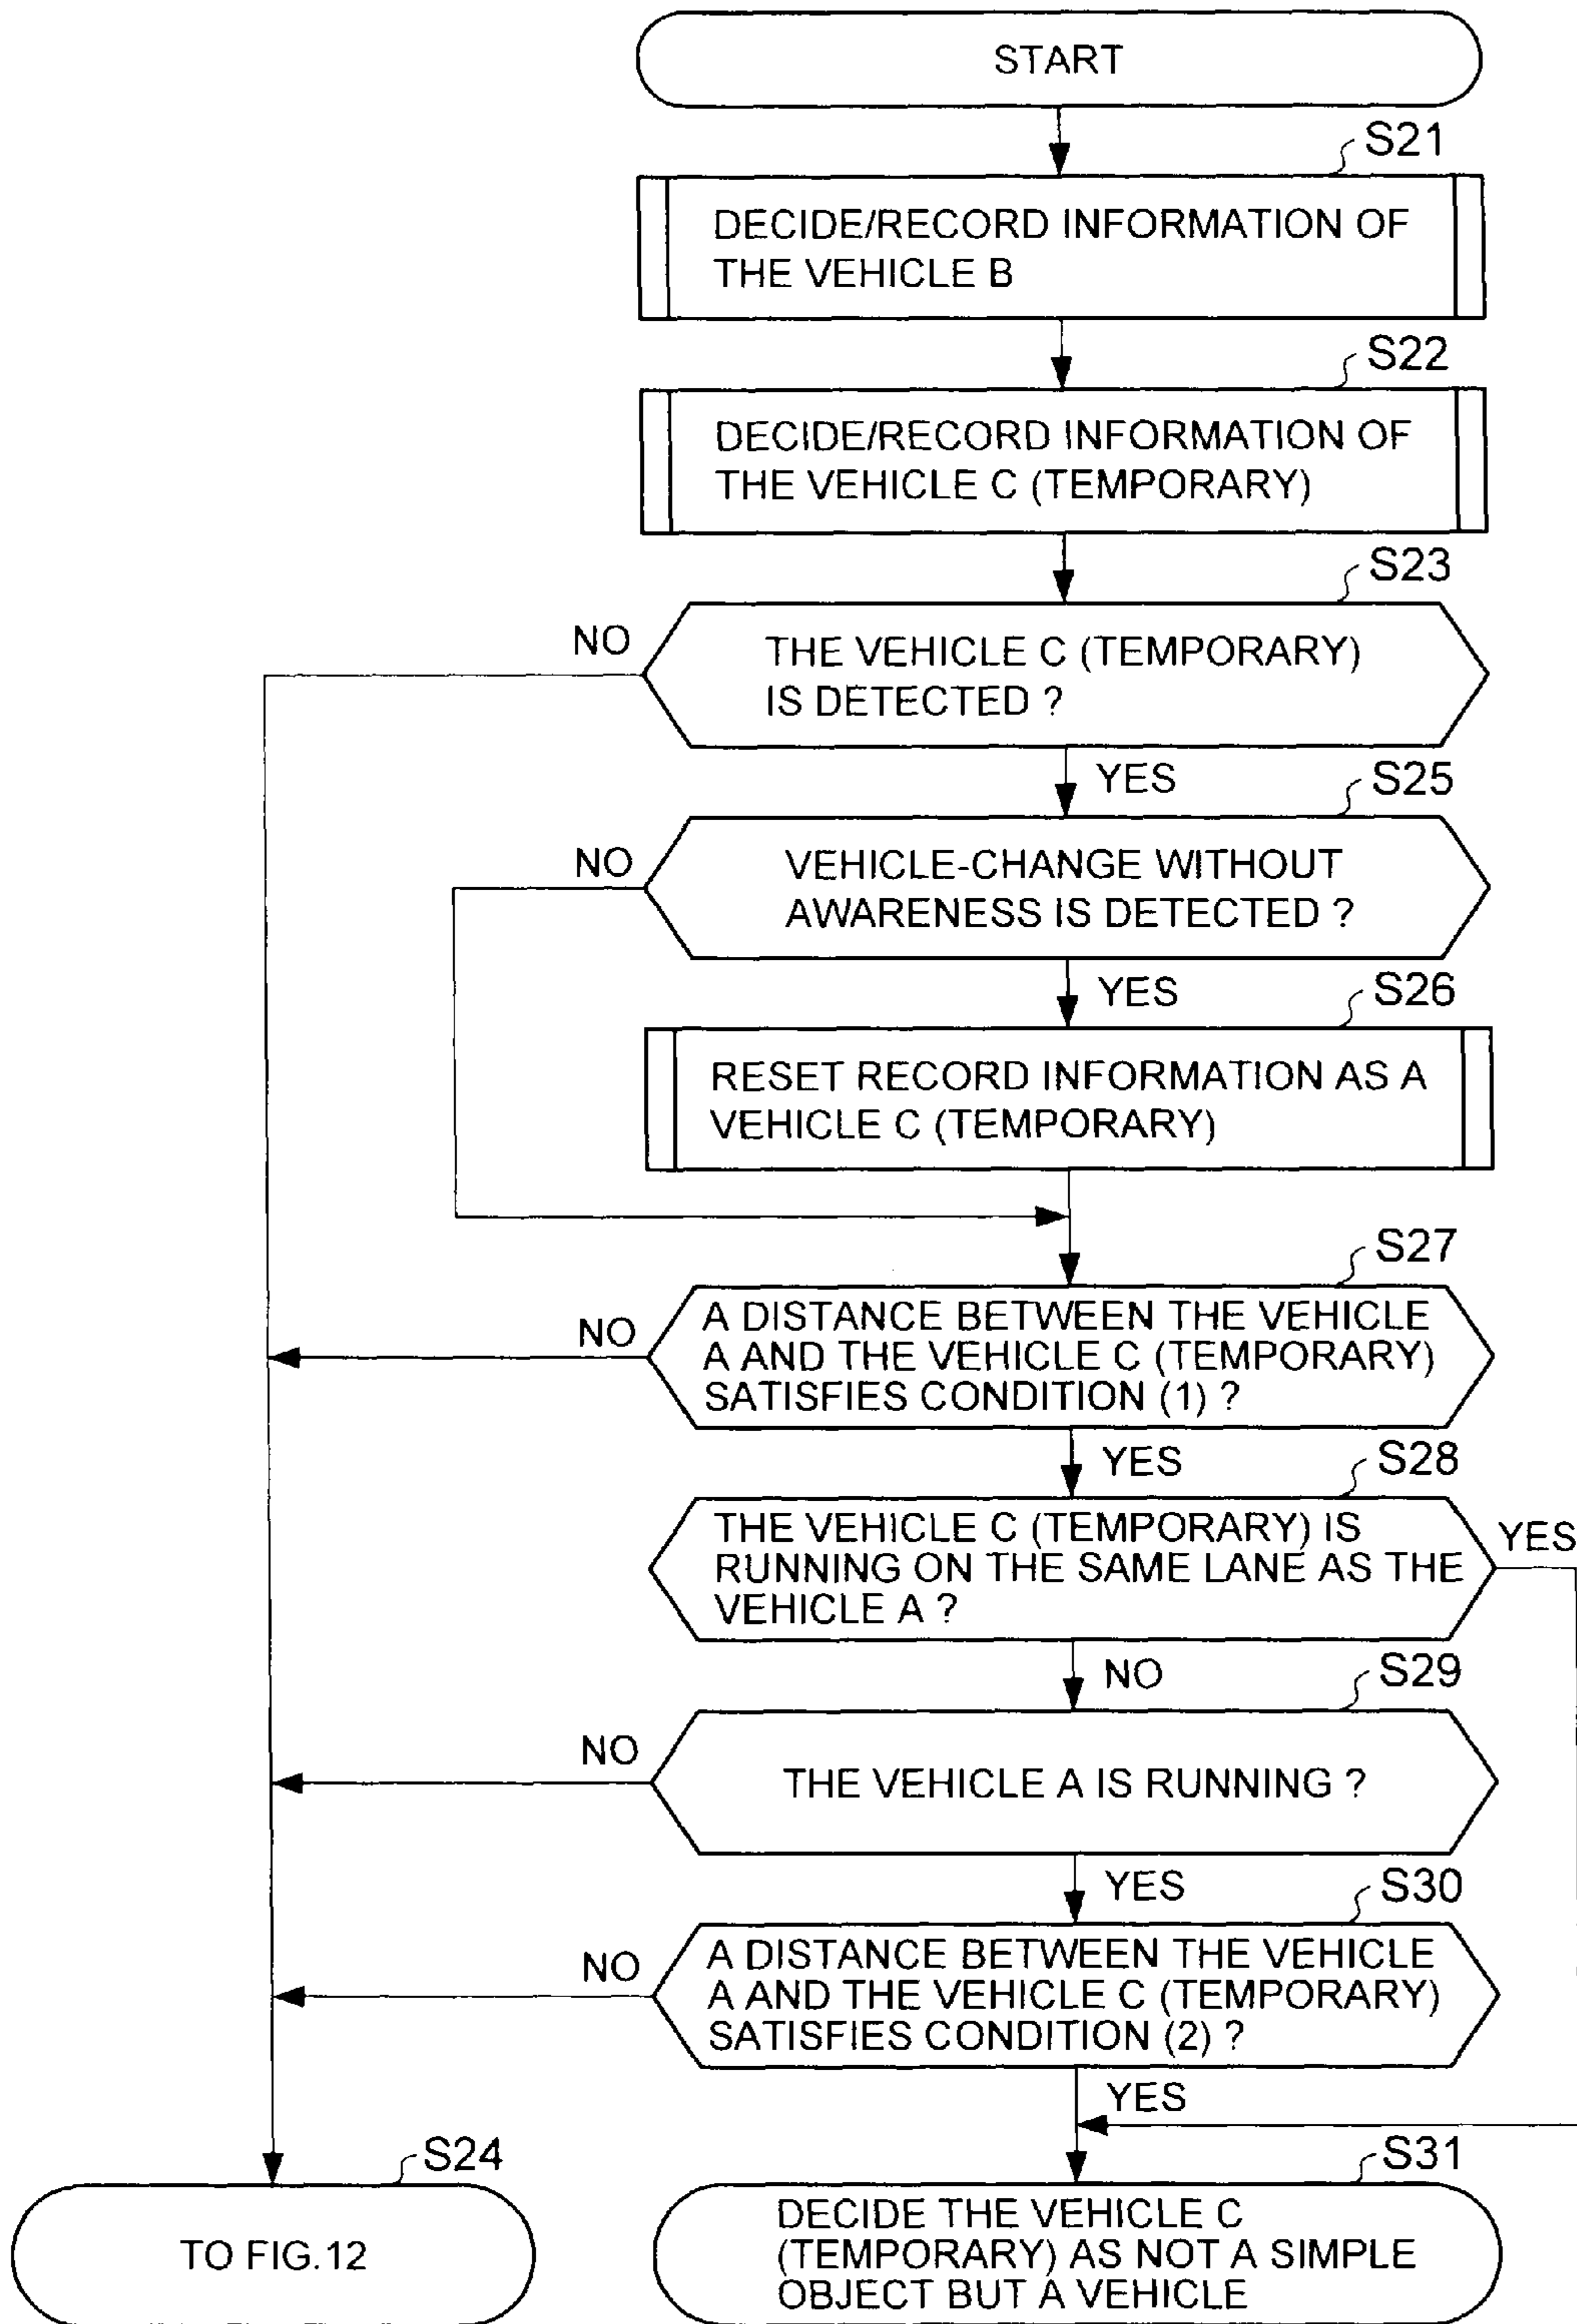 START
S21
DECIDE/RECORD INFORMATION OF
THE VEHICLE B
S22
DECIDE/RECORD INFORMATION OF
THE VEHICLE C (TEMPORARY)
S23
NO
THE VEHICLE C (TEMPORARY)
IS DETECTED ?
YES
S25
NO
VEHICLE-CHANGE WITHOUT
AWARENESS IS DETECTED ?
YES
S26
RESET RECORD INFORMATION AS A
VEHICLE C (TEMPORARY)
S27
NO
A DISTANCE BETWEEN THE VEHICLE
A AND THE VEHICLE C (TEMPORARY)
SATISFIES CONDITION (1) ?
YES
S28
THE VEHICLE C (TEMPORARY) IS
RUNNING ON THE SAME LANE AS THE
VEHICLE A ?
YES
NO
S29
NO
THE VEHICLE A IS RUNNING ?
YES
S30
NO
A DISTANCE BETWEEN THE VEHICLE
A AND THE VEHICLE C (TEMPORARY)
SATISFIES CONDITION (2) ?
YES
S24
TO FIG.12
S31
DECIDE THE VEHICLE C
(TEMPORARY) AS NOT A SIMPLE
OBJECT BUT A VEHICLE